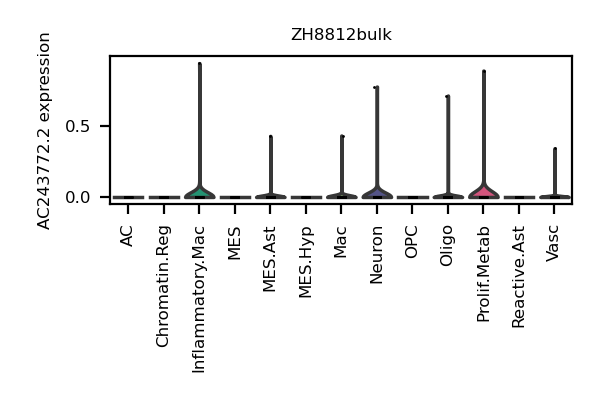 ZH8812bulk
AC243772.2 expression
0.5
0.0
AC
Chromatin.Reg
Inflammatory.Mac
MES
MES.Ast
MES.Hyp
Mac
Neuron
OPC
Oligo
Prolif.Metab
Reactive.Ast
Vasc